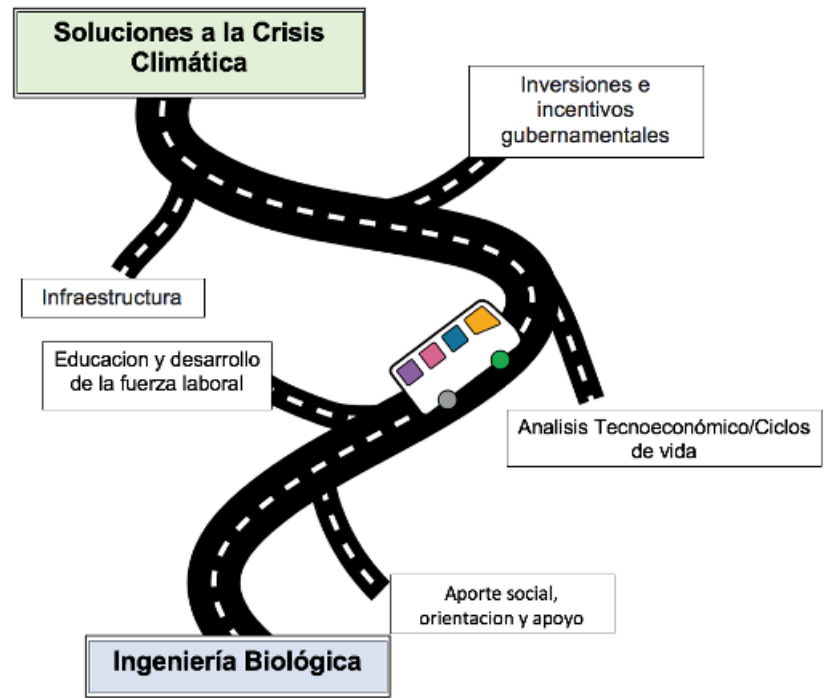 Soluciones a la Crisis
Climática
Inversiones e
incentivos
gubernamentales
Infraestructura
Educacion y desarrollo
de la fuerza laboral
Analisis Tecnoeconómico/Ciclos
de vida
Aporte social,
orientacion y apoyo
Ingeniería Biológica